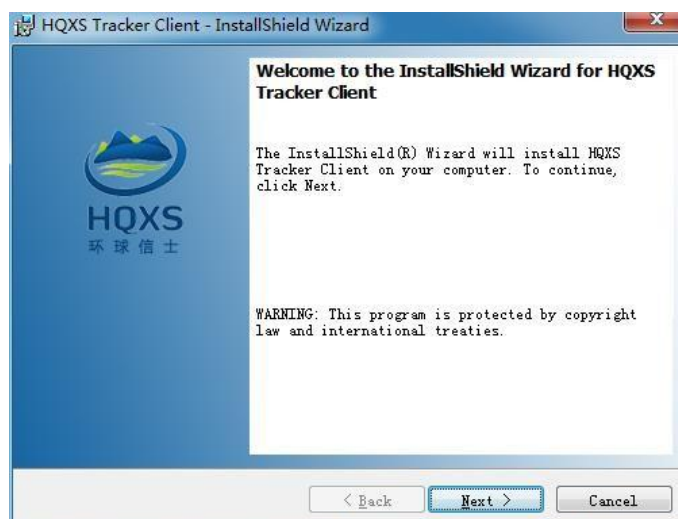 HQXS Tracker Client - InstallShield Wizard
Welcome to the InstallShield Wizard for HQXS
Tracker Client
The InstallShield(R) Wizard will install HQXS
Tracker Client on your computer. To continue,
click Next.
HQXS
环球信士
WARNING: This program is protected by copyright
law and international treaties.
< Back
Next >
Cancel